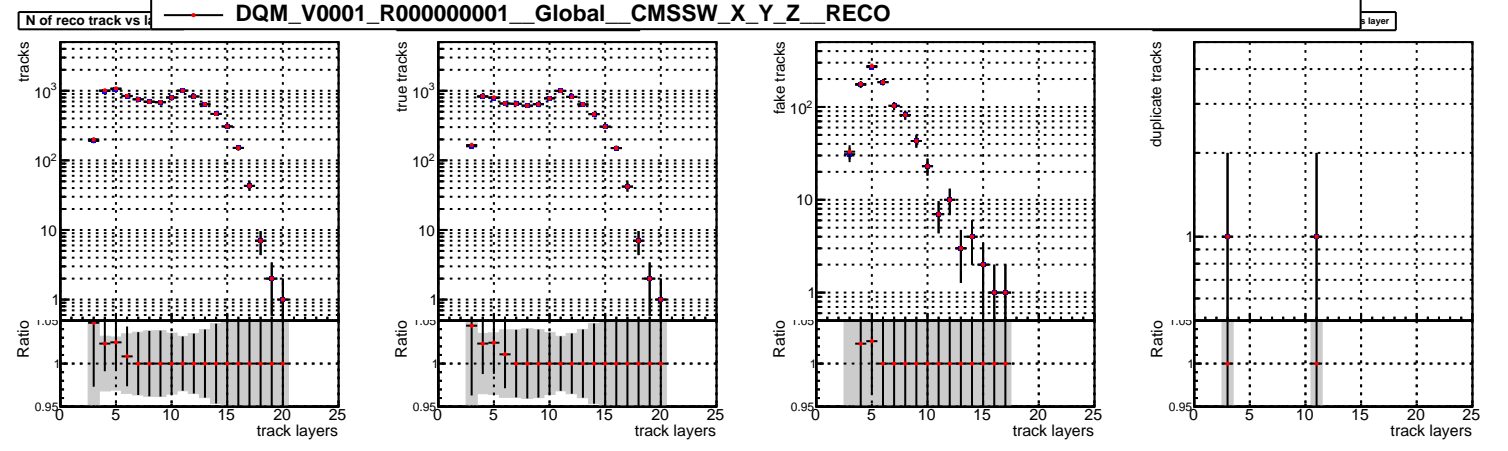 DQM_V0001_R000000001__Global__CMSSW_X_Y_Z__RECO
N of reco track vs la
s layer
tracks
10³
10²
10
1
Ratio
1.05
1
0.95
0 5 10 15 20 25
track layers
true tracks
10³
10²
10
1
Ratio
1.05
1
0.95
0 5 10 15 20 25
track layers
fake tracks
10²
10
1
Ratio
1.05
1
0.95
0 5 10 15 20 25
track layers
duplicate tracks
1
Ratio
1.05
1
0.95
0 5 10 15 20 25
track layers